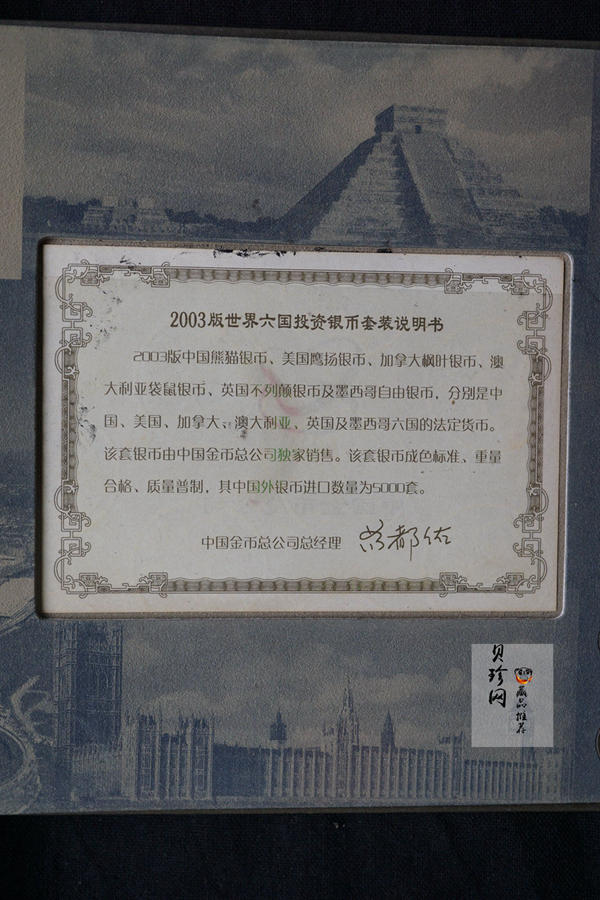 2003版世界六国投资银币套装说明书
2003版中国熊猫银币、美国鹰扬银币、加拿大枫叶银币、澳
大利亚袋鼠银币、英国不列颠银币及墨西哥自由银币，分别是中
国、美国、加拿大、澳大利亚、英国及墨西哥六国的法定货币。
该套银币由中国金币总公司独家销售。该套银币成色标准、重量
合格、质量普制，其中国外银币进口数量为5000套。
中国金币总公司总经理
贝珍网
藏品推荐